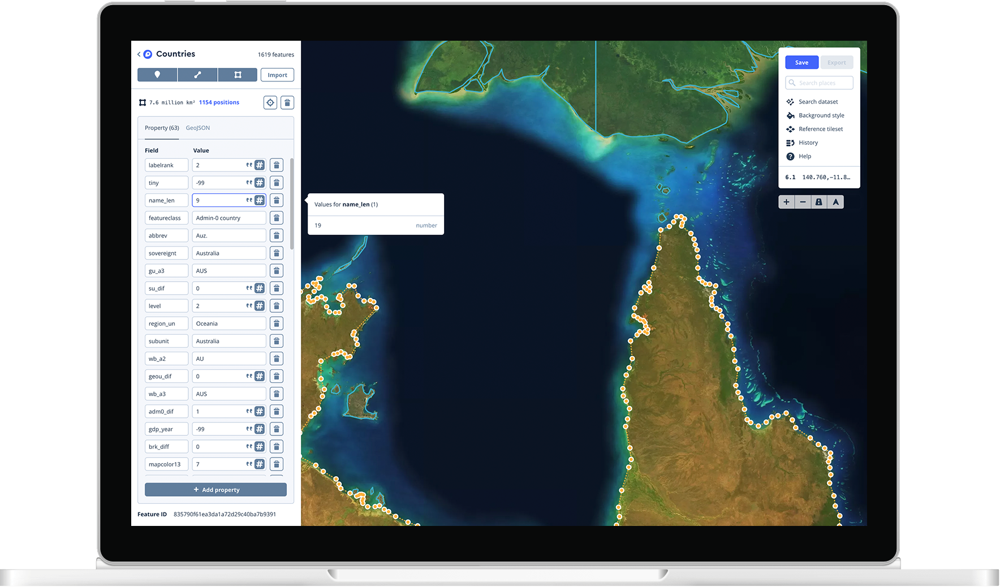 Countries
1619 features
Import
7.6 million km² 1154 positions
Property (63) GeoJSON
Field Value
labelrank 2
tiny -99
name_len 9
featureclass Admin-0 country
abbrev Auz.
sovereignt Australia
gu_a3 AUS
su_dif 0
level 2
region_un Oceania
subunit Australia
wb_a2 AU
geou_dif 0
wb_a3 AUS
adm0_dif 1
gdp_year -99
brk_diff 0
mapcolor13 7
+ Add property
Feature ID 835790f61ea3da1a72d29c40ba7b9391
Values for name_len (1)
19 number
Save Export
Search places
Search dataset
Background style
Reference tileset
History
Help
6.1 140.760,-11.8…